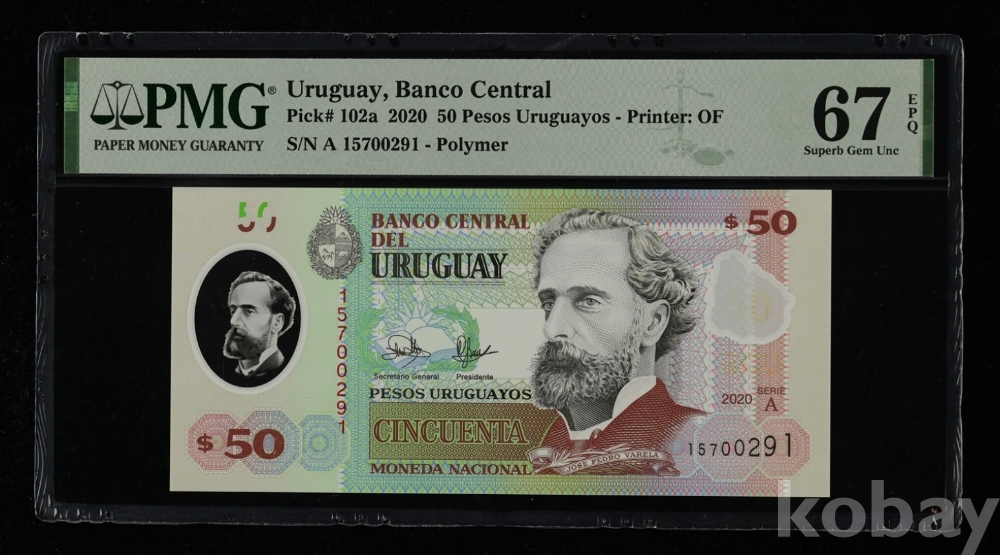 PMG®
PAPER MONEY GUARANTY
Uruguay, Banco Central
Pick# 102a 2020 50 Pesos Uruguayos - Printer: OF
S/N A 15700291 - Polymer
67 EPQ
Superb Gem Unc
BANCO CENTRAL
DEL
URUGUAY
$50
15700291
Secretario General Presidente
PESOS URUGUAYOS
CINCUENTA
MONEDA NACIONAL
$50
2020 SERIE A
JOSE PEDRO VARELA
15700291
kobay